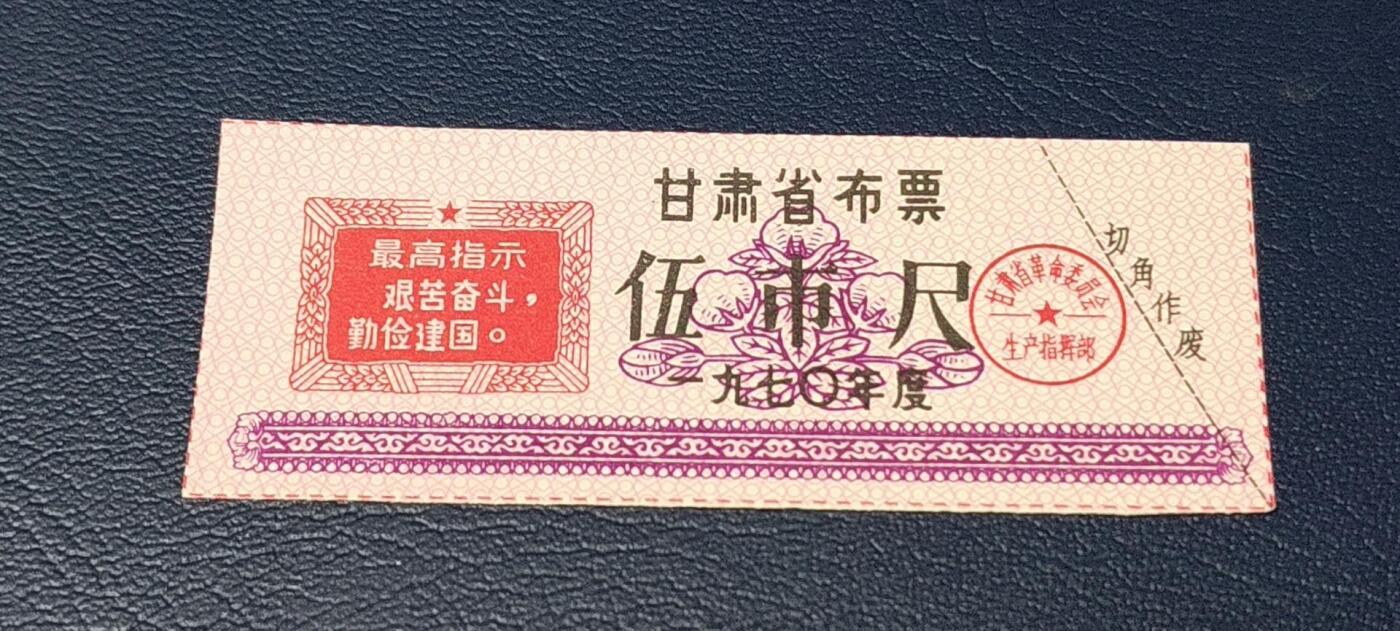 最高指示
艰苦奋斗，
勤俭建国。
甘肃省布票
伍市尺
一九七〇年度
甘肃省革命委员会
生产指挥部
切角作废